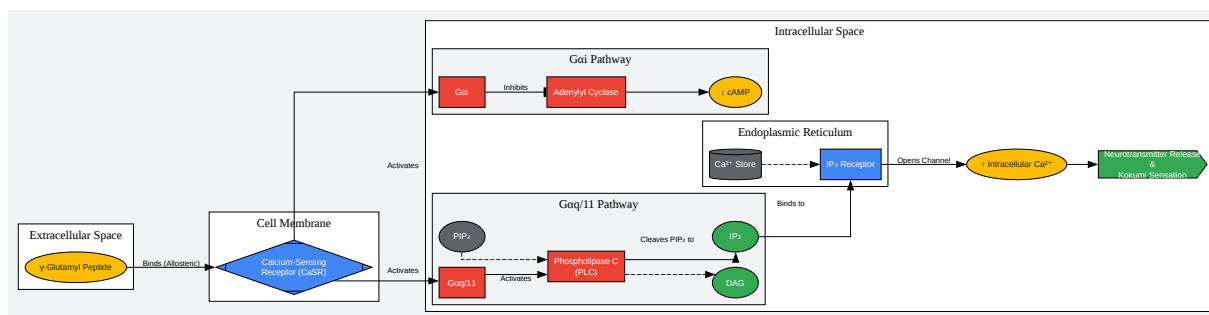 Intracellular Space
Gαi Pathway
Gαi
Inhibits
Adenylyl Cyclase
↓ cAMP
Endoplasmic Reticulum
Ca²⁺ Store
IP₃ Receptor
Opens Channel
↑ Intracellular Ca²⁺
Neurotransmitter Release
&
Kokumi Sensation
Activates
Gαq/11 Pathway
Binds to
PIP₂
Cleaves PIP₂ to
IP₃
Phospholipase C
(PLC)
Gαq/11
Activates
DAG
Extracellular Space
γ-Glutamyl Peptide
Binds (Allosteric)
Cell Membrane
Calcium-Sensing
Receptor (CaSR)
Activates